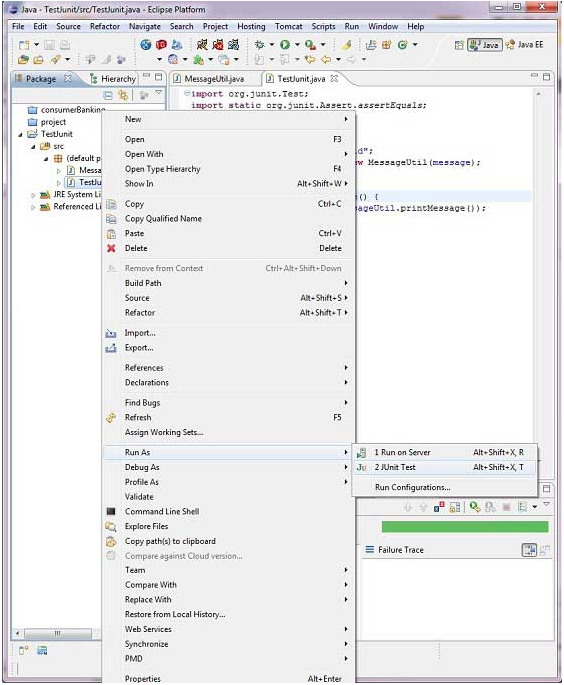 Java - TestJunit/src/TestJunit.java - Eclipse Platform
File Edit Source Refactor Navigate Search Project Hosting Tomcat Scripts Run Window Help
Java Java EE
Package Hierarchy
MessageUtil.java TestJunit.java
consumerBanking
project
TestJunit
src
(default p
Messa
TestJu
JRE System Li
Referenced Li
import org.junit.Test;
import static org.junit.Assert.assertEquals;
d";
w MessageUtil(message);
() {
ageUtil.printMessage());
New
Open F3
Open With
Open Type Hierarchy F4
Show In Alt+Shift+W
Copy Ctrl+C
Copy Qualified Name
Paste Ctrl+V
Delete Delete
Remove from Context Ctrl+Alt+Shift+Down
Build Path
Source Alt+Shift+S
Refactor Alt+Shift+T
Import...
Export...
References
Declarations
Find Bugs
Refresh F5
Assign Working Sets...
Run As
Debug As
Profile As
Validate
Command Line Shell
Explore Files
Copy path(s) to clipboard
Compare against Cloud version...
Team
Compare With
Replace With
Restore from Local History...
Web Services
Synchronize
PMD
Properties Alt+Enter
1 Run on Server Alt+Shift+X, R
Ju 2 JUnit Test Alt+Shift+X, T
Run Configurations...
Failure Trace